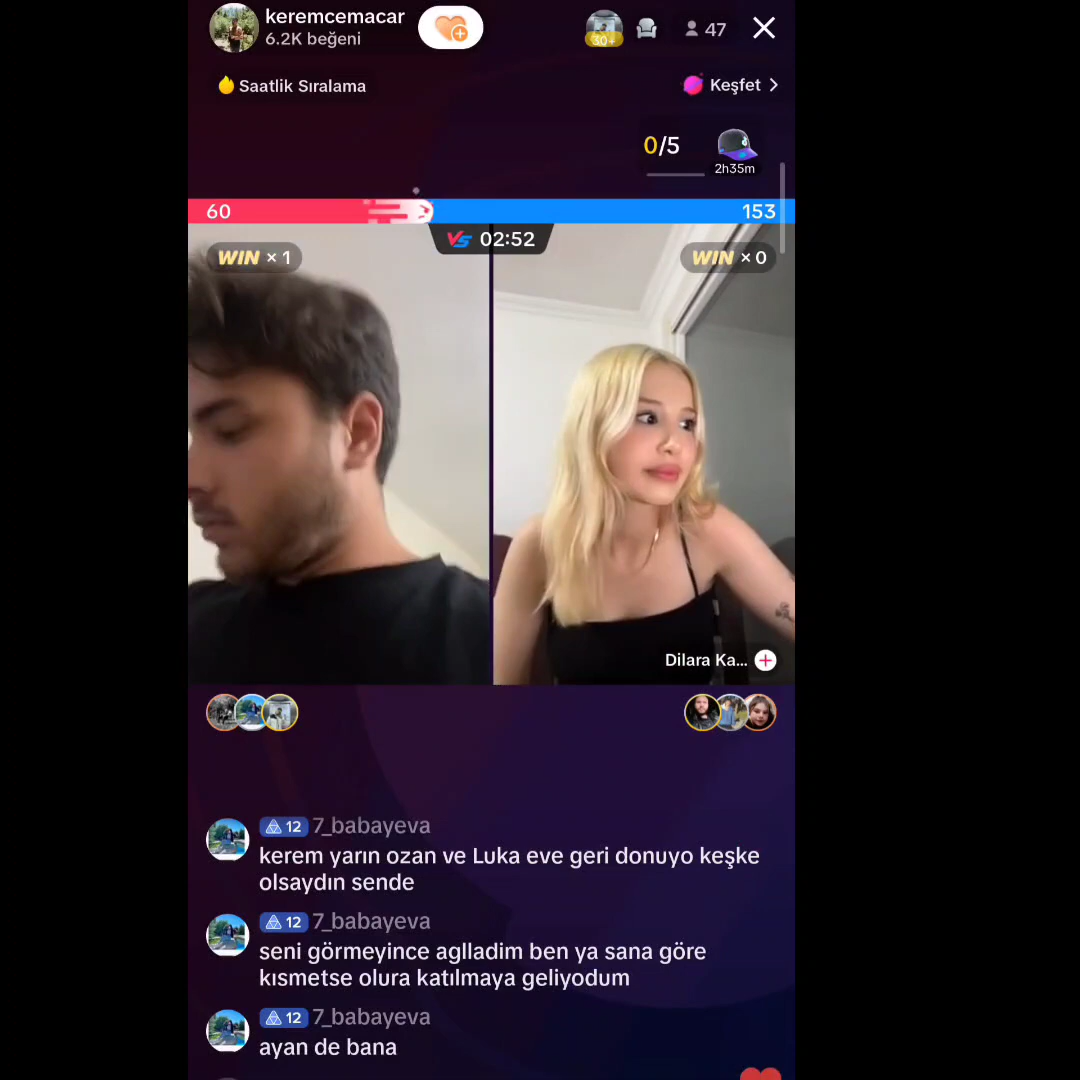 keremcemacar
6.2K beğeni
30+
47
Saatlik Sıralama
Keşfet
0/5
2h35m
60
153
VS 02:52
WIN × 1
WIN × 0
Dilara Ka...
12 7_babayeva
kerem yarın ozan ve Luka eve geri donuyo keşke
olsaydın sende
12 7_babayeva
seni görmeyince aglladim ben ya sana göre
kısmetse olura katılmaya geliyodum
12 7_babayeva
ayan de bana